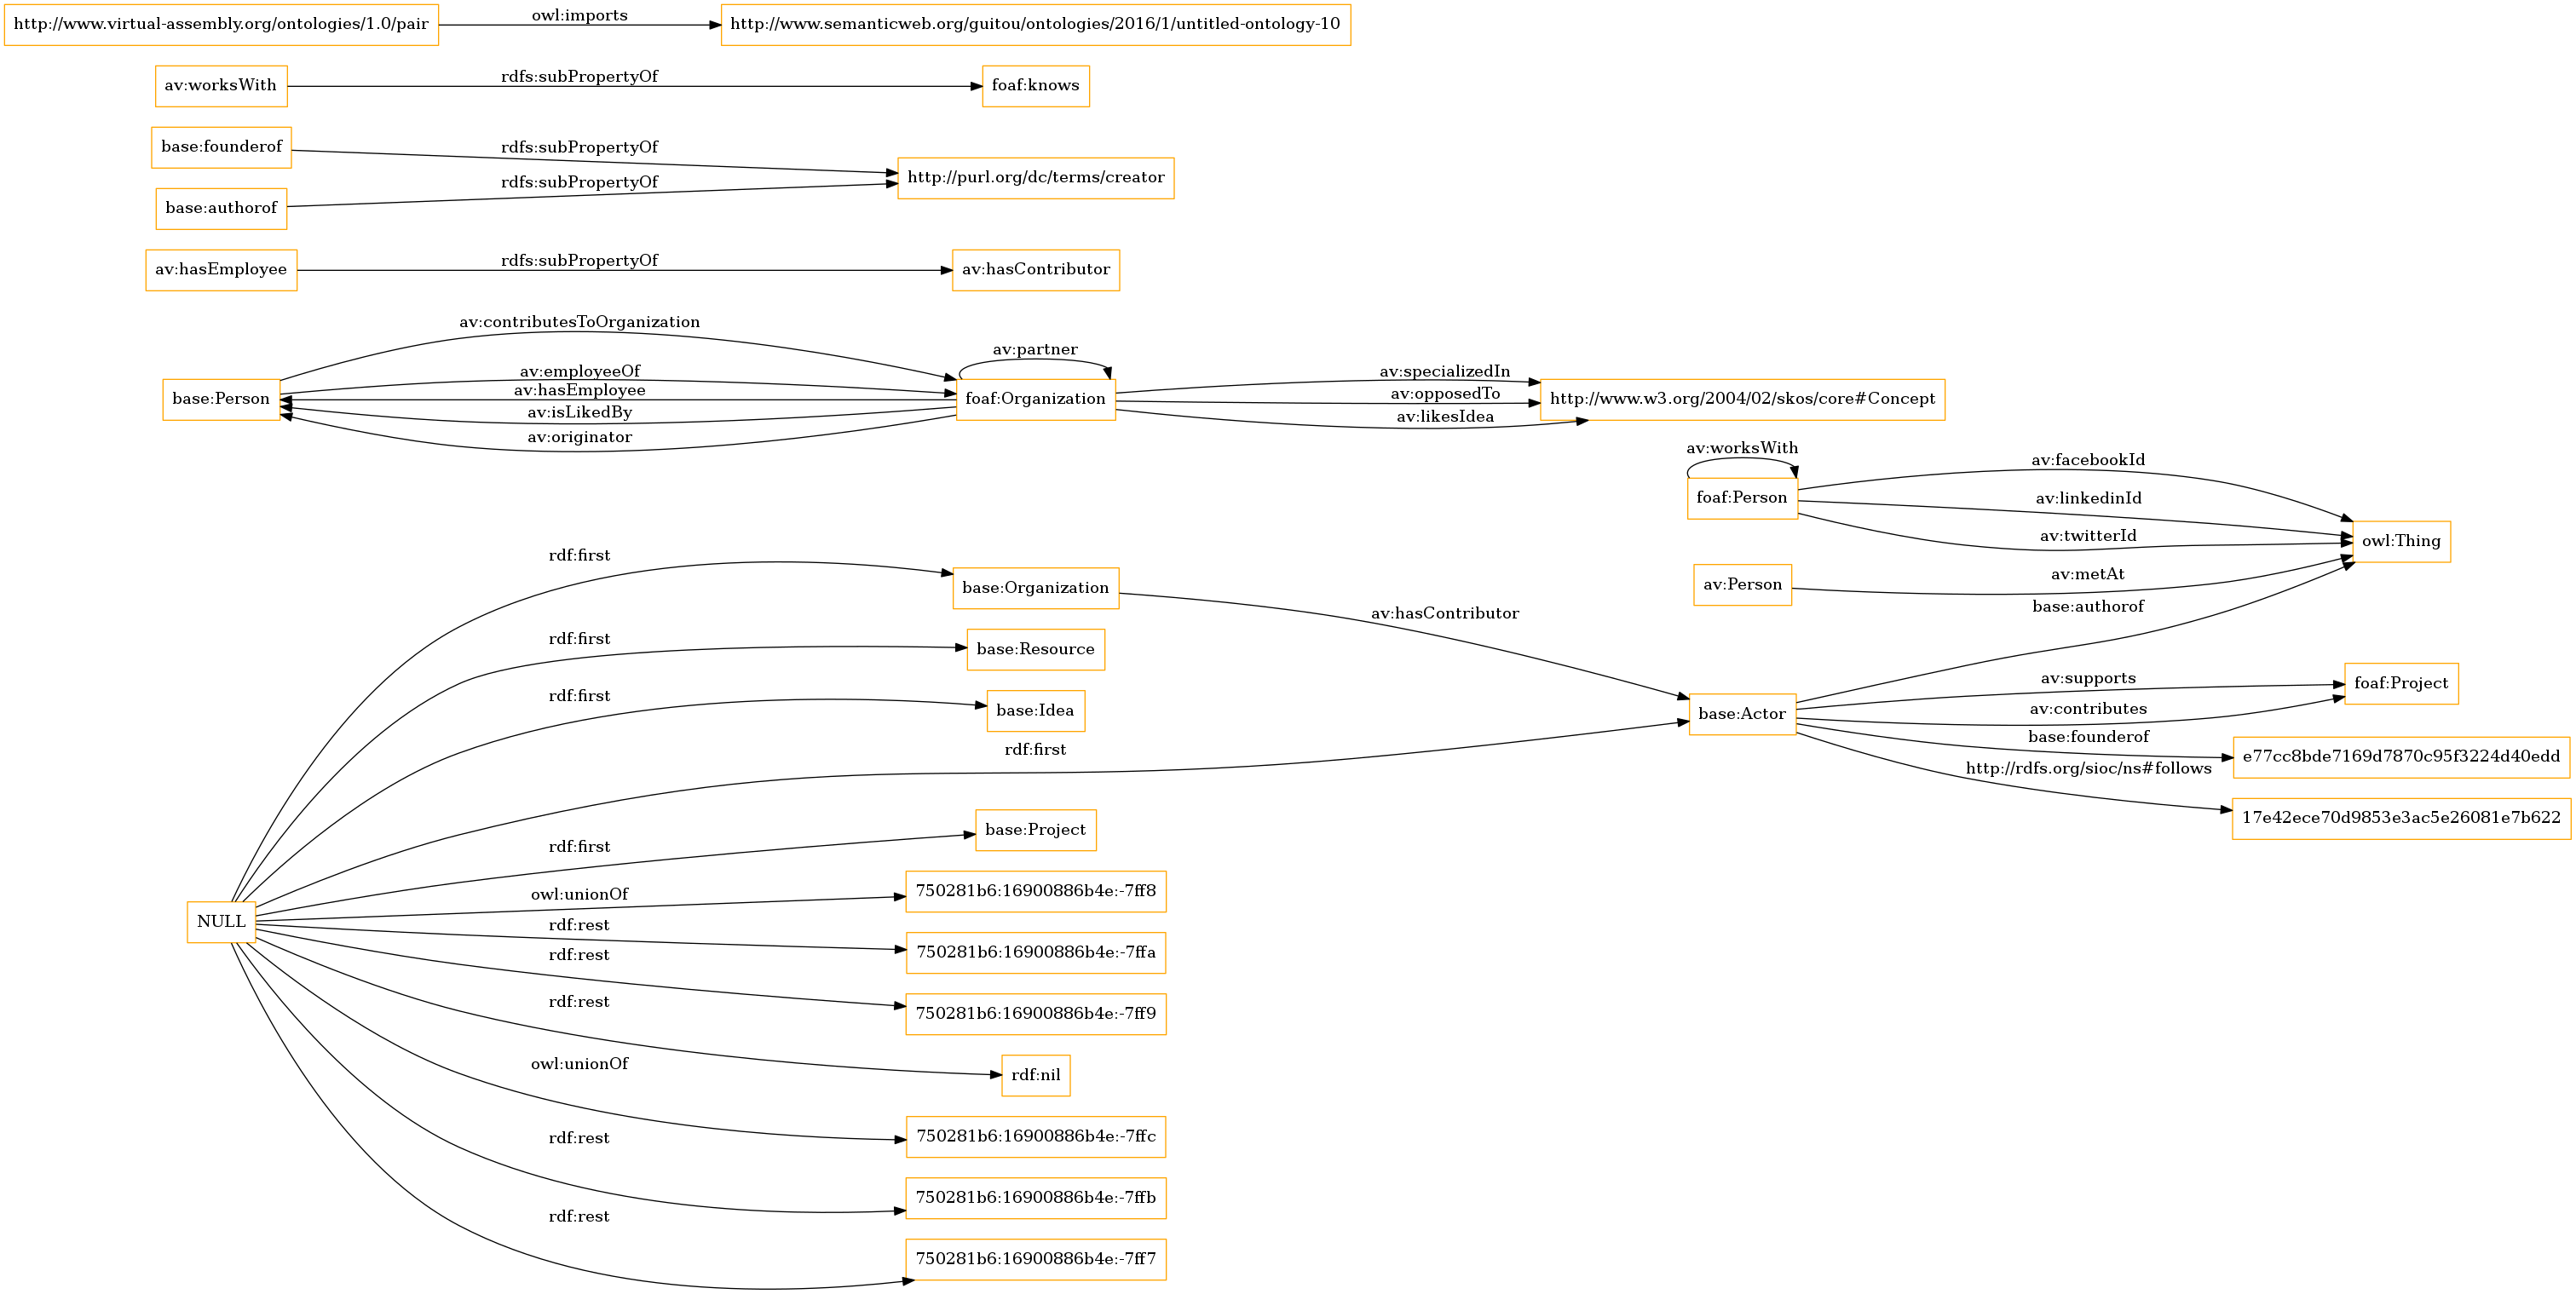 http://www.virtual-assembly.org/ontologies/1.0/pair
owl:imports
http://www.semanticweb.org/guitou/ontologies/2016/1/untitled-ontology-10
av:worksWith
rdfs:subPropertyOf
foaf:knows
base:founderof
rdfs:subPropertyOf
http://purl.org/dc/terms/creator
base:authorof
rdfs:subPropertyOf
av:hasEmployee
rdfs:subPropertyOf
av:hasContributor
av:contributesToOrganization
base:Person
av:employeeOf
av:hasEmployee
av:isLikedBy
av:originator
av:partner
foaf:Organization
av:specializedIn
av:opposedTo
av:likesIdea
http://www.w3.org/2004/02/skos/core#Concept
av:worksWith
foaf:Person
av:facebookId
av:linkedinId
av:twitterId
owl:Thing
av:Person
av:metAt
base:authorof
rdf:first
base:Organization
av:hasContributor
rdf:first
base:Resource
rdf:first
base:Idea
rdf:first
base:Actor
av:supports
foaf:Project
av:contributes
base:founderof
e77cc8bde7169d7870c95f3224d40edd
http://rdfs.org/sioc/ns#follows
17e42ece70d9853e3ac5e26081e7b622
rdf:first
base:Project
NULL
owl:unionOf
750281b6:16900886b4e:-7ff8
rdf:rest
750281b6:16900886b4e:-7ffa
rdf:rest
750281b6:16900886b4e:-7ff9
rdf:rest
rdf:nil
owl:unionOf
750281b6:16900886b4e:-7ffc
rdf:rest
750281b6:16900886b4e:-7ffb
rdf:rest
750281b6:16900886b4e:-7ff7